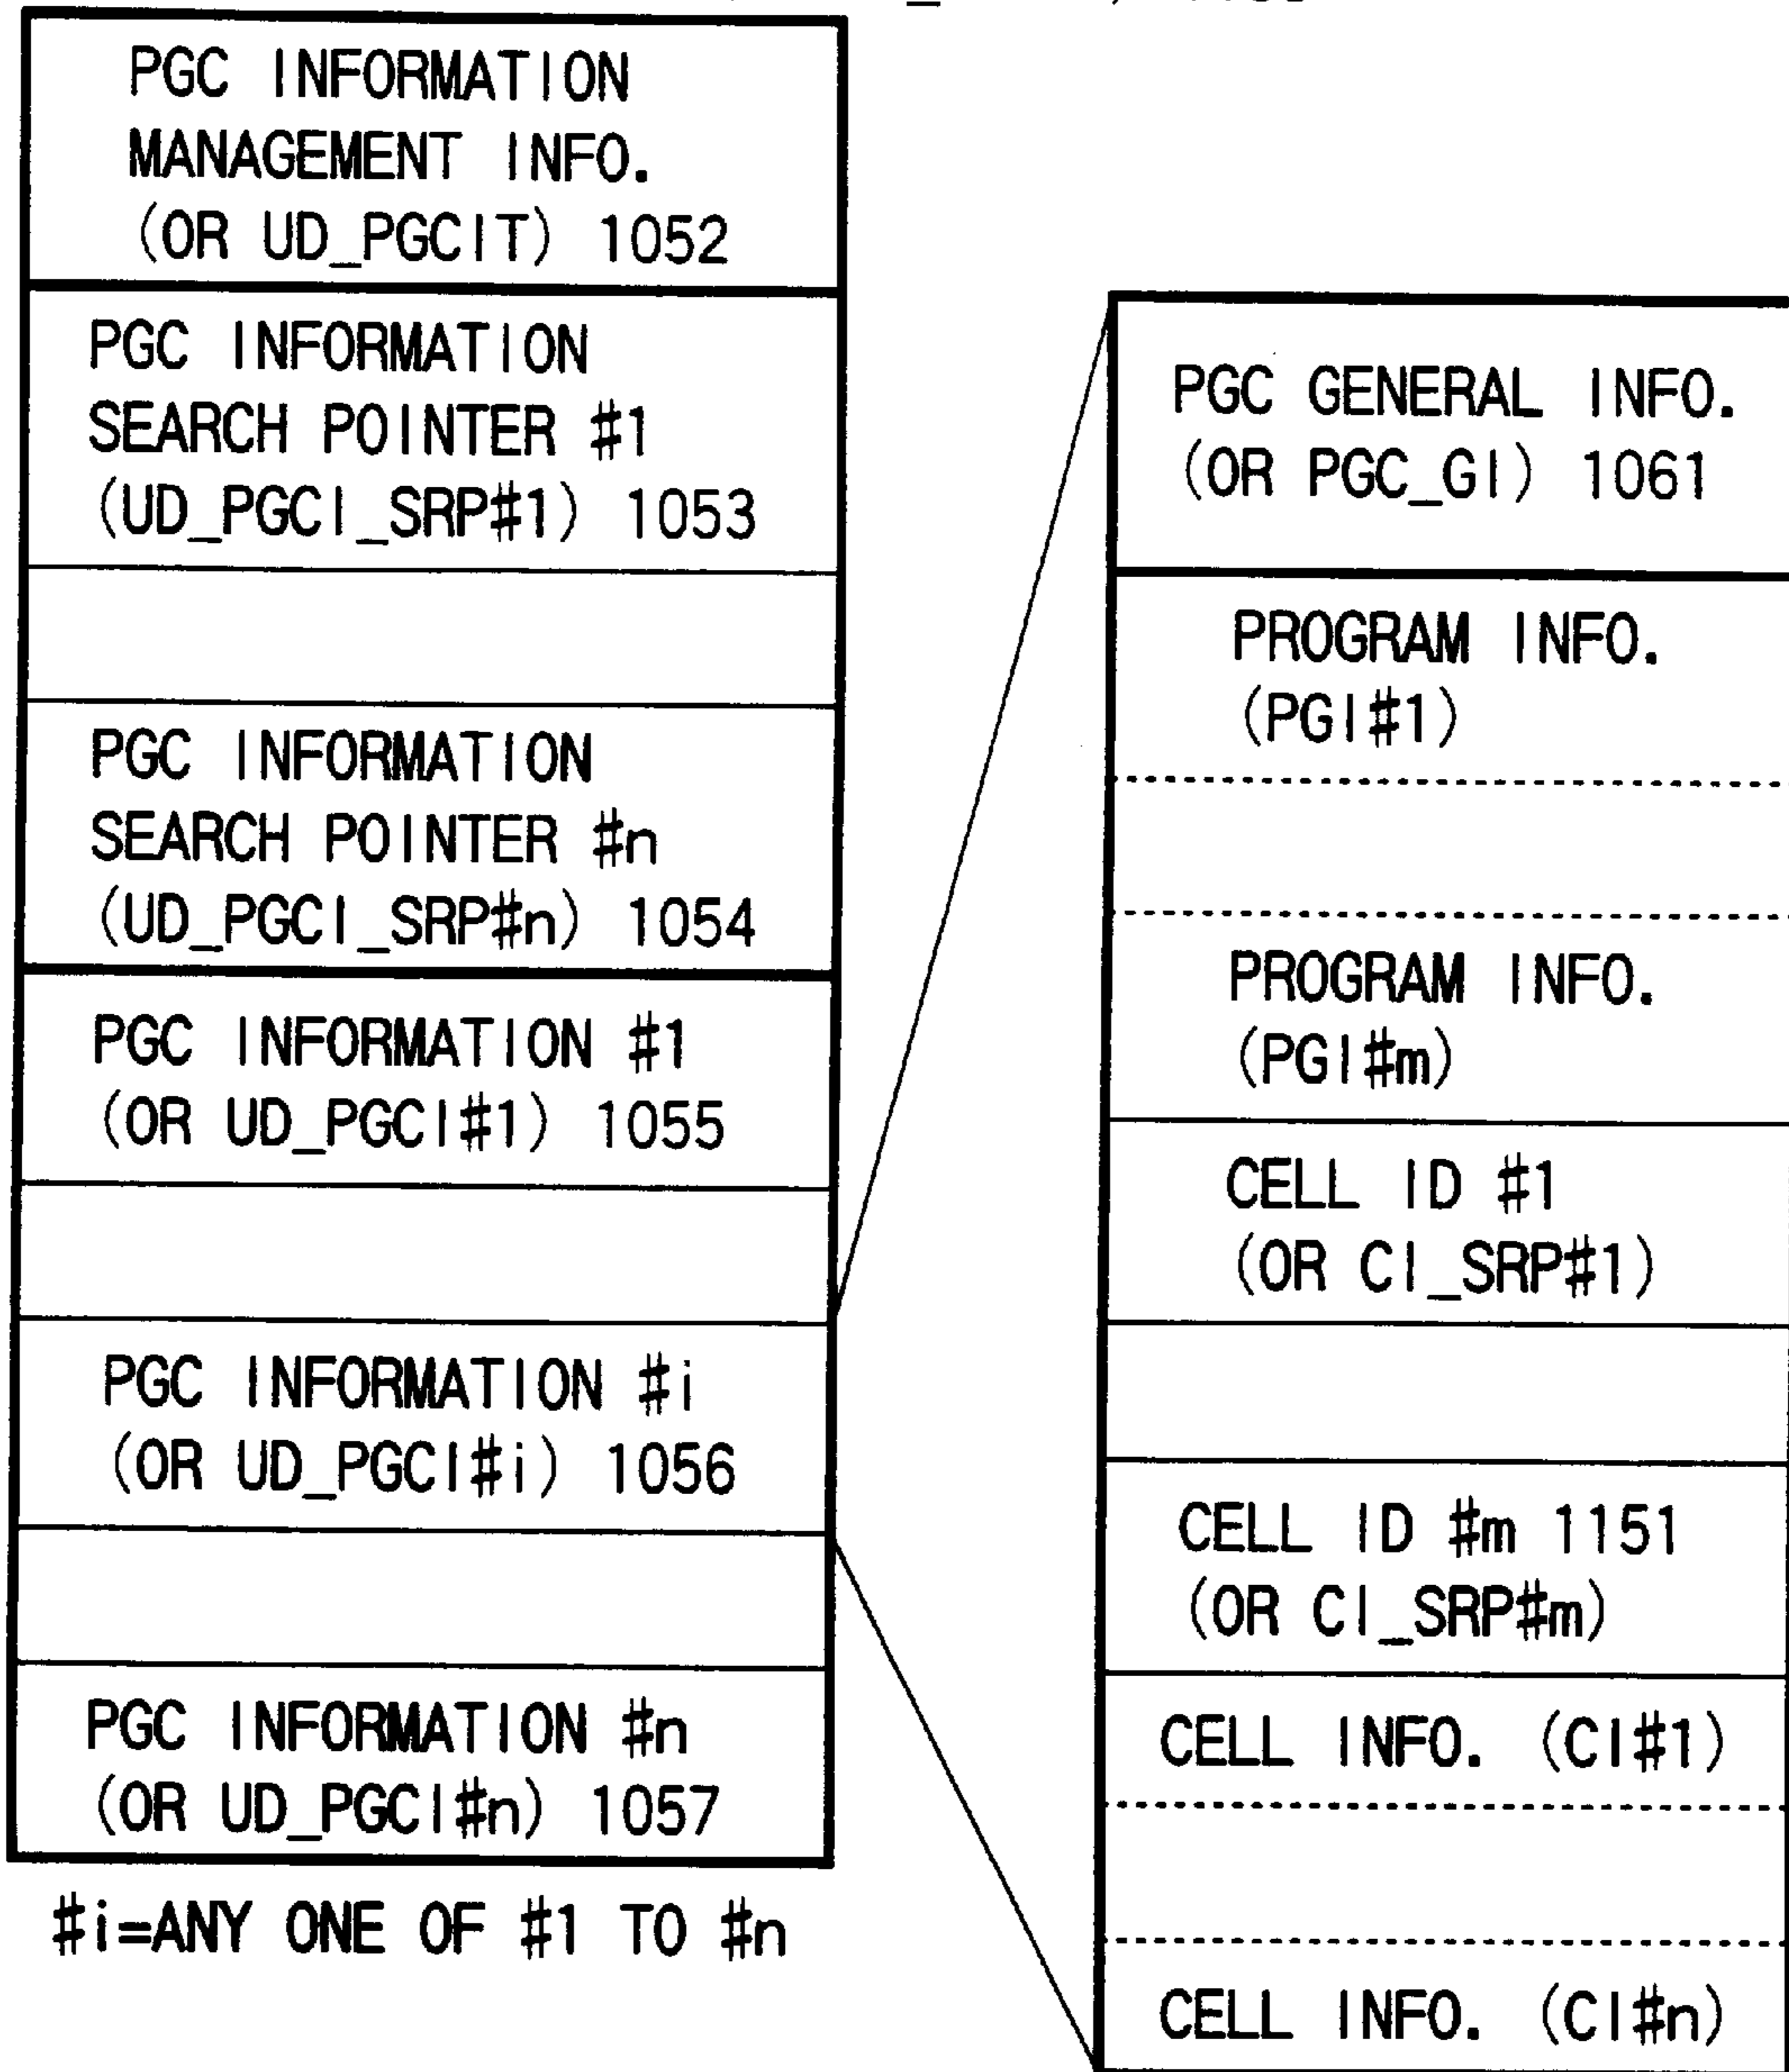 PGC INFORMATION
MANAGEMENT INFO.
(OR UD_PGCIT) 1052
PGC INFORMATION
SEARCH POINTER #1
(UD_PGCI_SRP#1) 1053
PGC INFORMATION
SEARCH POINTER #n
(UD_PGCI_SRP#n) 1054
PGC INFORMATION #1
(OR UD_PGCI#1) 1055
PGC INFORMATION #i
(OR UD_PGCI#i) 1056
PGC INFORMATION #n
(OR UD_PGCI#n) 1057
#i=ANY ONE OF #1 TO #n
PGC GENERAL INFO.
(OR PGC_GI) 1061
PROGRAM INFO.
(PGI#1)
PROGRAM INFO.
(PGI#m)
CELL ID #1
(OR CI_SRP#1)
CELL ID #m 1151
(OR CI_SRP#m)
CELL INFO. (CI#1)
CELL INFO. (CI#n)